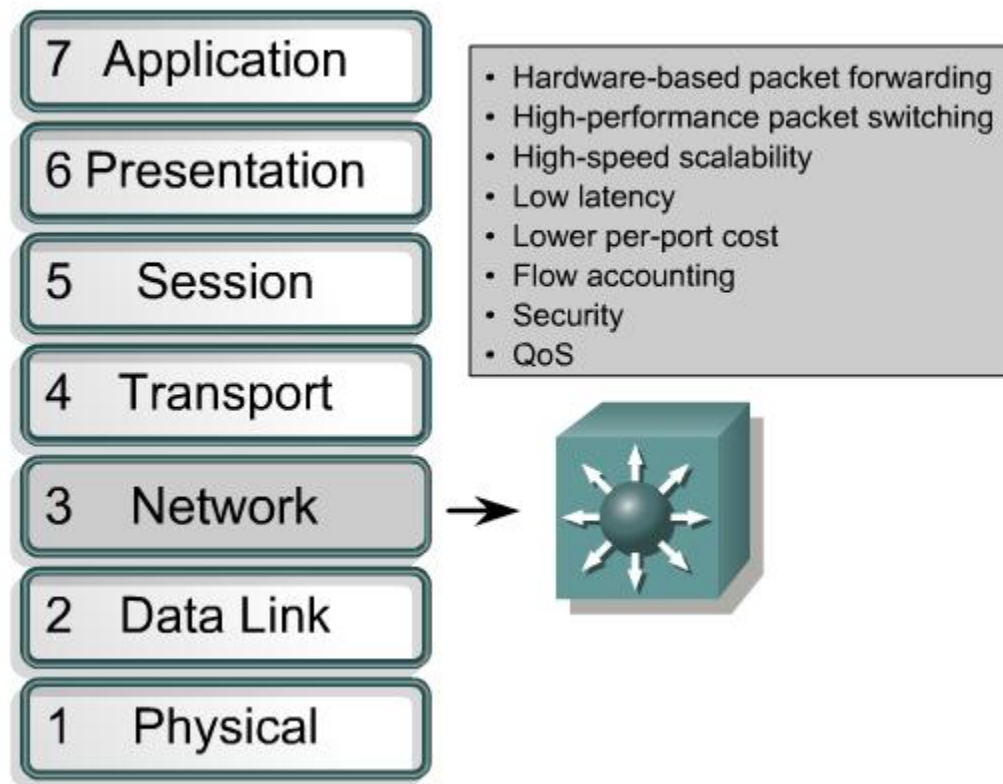 7 Application
6 Presentation
5 Session
4 Transport
3 Network
2 Data Link
1 Physical
• Hardware-based packet forwarding
• High-performance packet switching
• High-speed scalability
• Low latency
• Lower per-port cost
• Flow accounting
• Security
• QoS